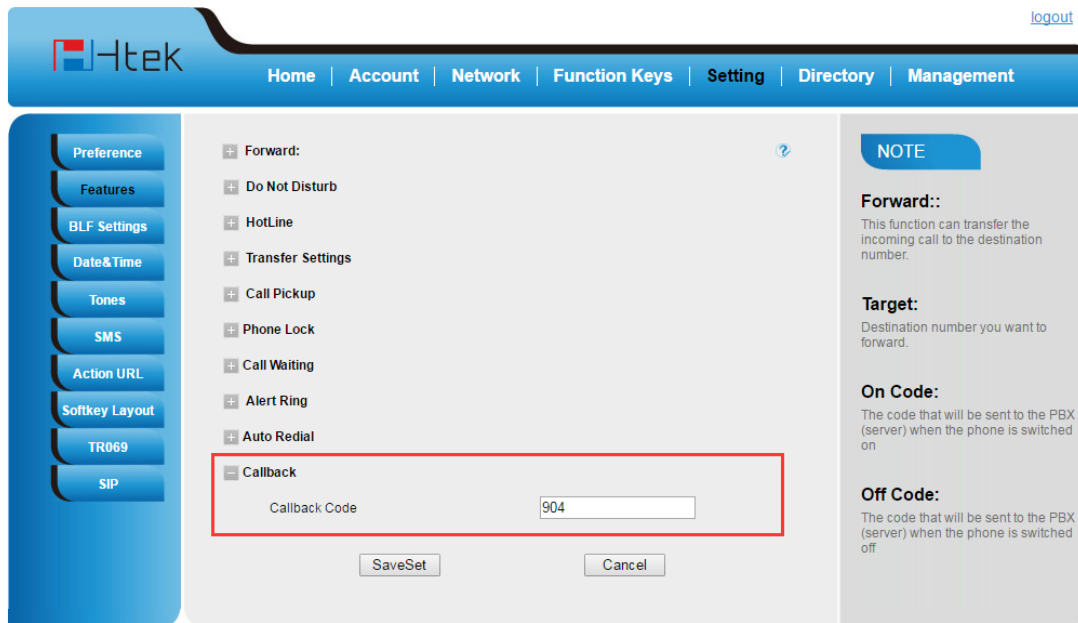 logout
Htek
Home | Account | Network | Function Keys | Setting | Directory | Management
Preference
Features
BLF Settings
Date&Time
Tones
SMS
Action URL
Softkey Layout
TR069
SIP
Forward:
Do Not Disturb
HotLine
Transfer Settings
Call Pickup
Phone Lock
Call Waiting
Alert Ring
Auto Redial
Callback
Callback Code 904
SaveSet Cancel
NOTE
Forward::
This function can transfer the
incoming call to the destination
number.
Target:
Destination number you want to
forward.
On Code:
The code that will be sent to the PBX
(server) when the phone is switched
on
Off Code:
The code that will be sent to the PBX
(server) when the phone is switched
off